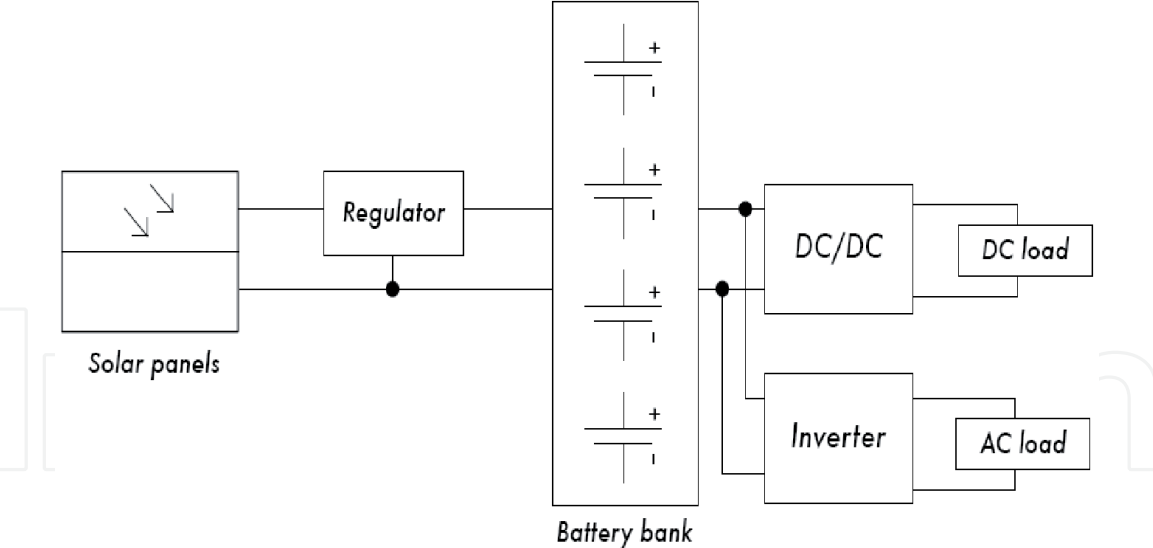 Regulator
DC/DC
DC load
Solar panels
Inverter
AC load
Battery bank
+
ı
+
ı
+
ı
+
ı